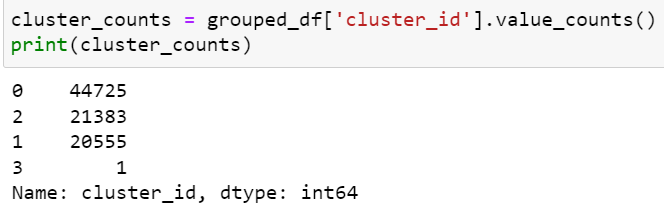 cluster_counts = grouped_df['cluster_id'].value_counts()
print(cluster_counts)
0    44725
2    21383
1    20555
3        1
Name: cluster_id, dtype: int64